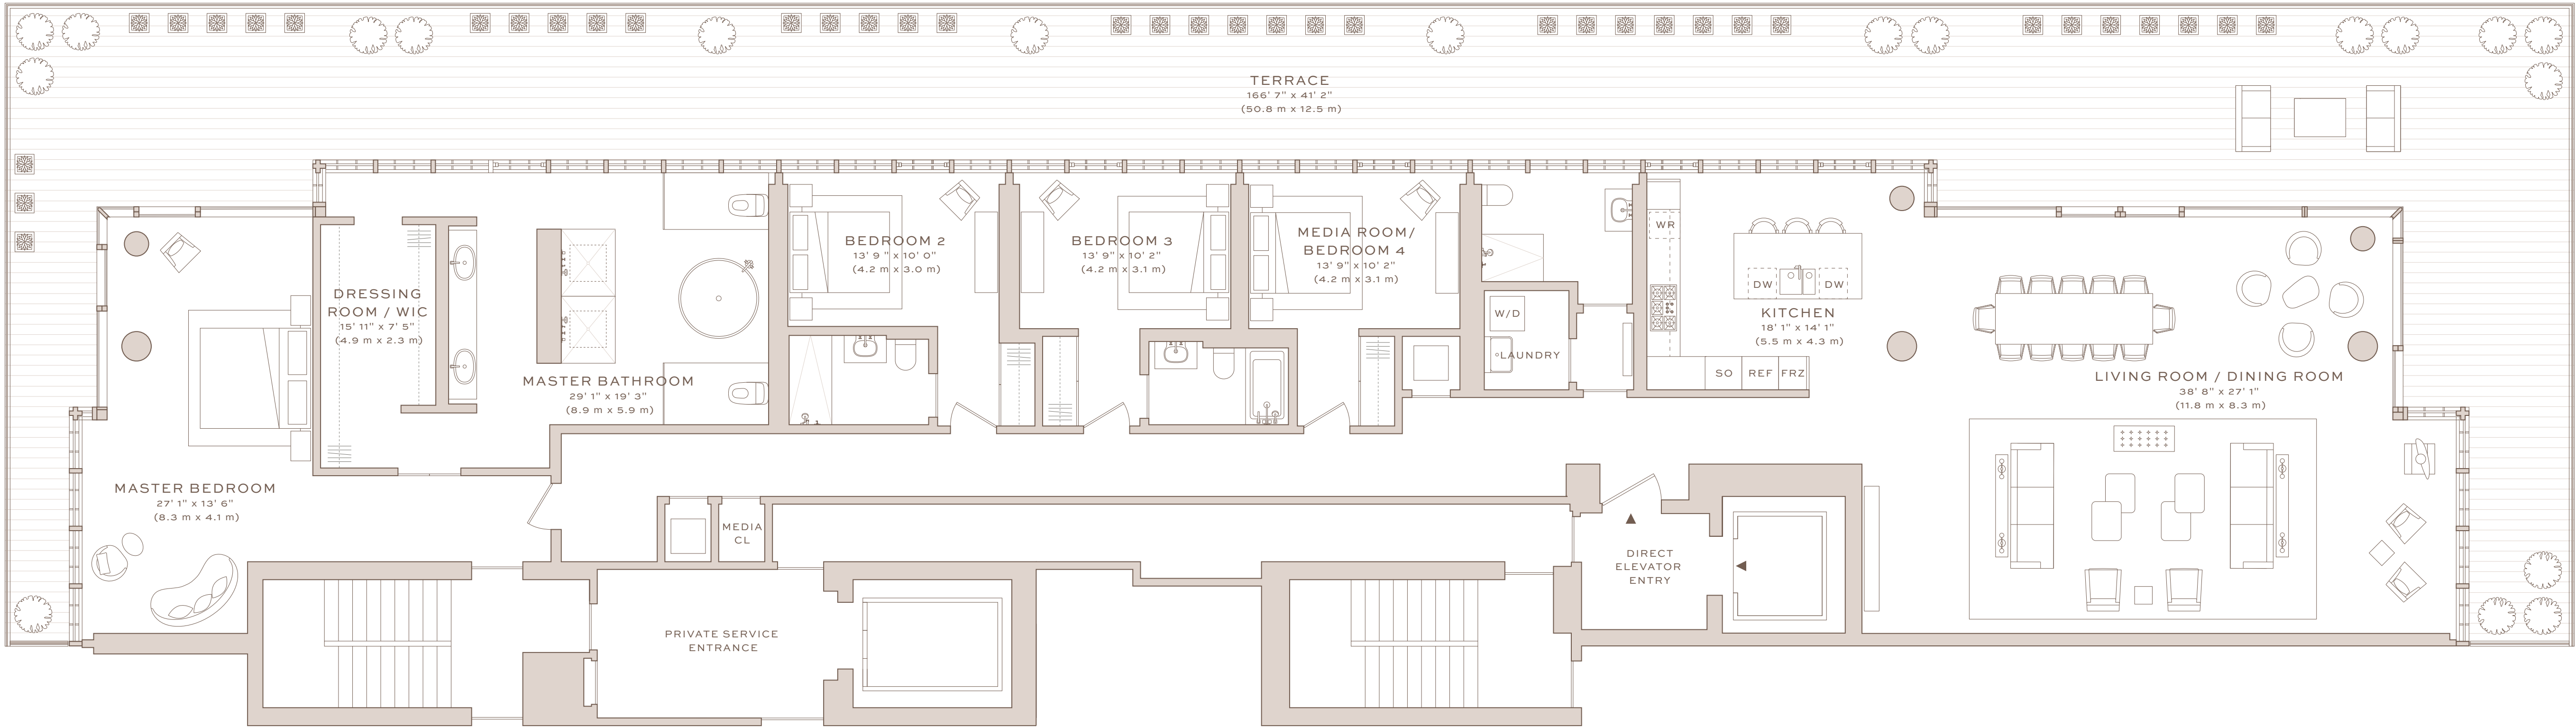 TERRACE
166' 7" x 41' 2"
(50.8 m x 12.5 m)
BEDROOM 2
13' 9 " x 10' 0"
(4.2 m x 3.0 m)
BEDROOM 3
13' 9" x 10' 2"
(4.2 m x 3.1 m)
MEDIA ROOM/
BEDROOM 4
13' 9" x 10' 2"
(4.2 m x 3.1 m)
WR
DW
DW
KITCHEN
18' 1" x 14' 1"
(5.5 m x 4.3 m)
SO
REF
FRZ
W/D
LAUNDRY
DRESSING
ROOM / WIC
15' 11" x 7' 5"
(4.9 m x 2.3 m)
MASTER BATHROOM
29' 1" x 19' 3"
(8.9 m x 5.9 m)
LIVING ROOM / DINING ROOM
38' 8" x 27' 1"
(11.8 m x 8.3 m)
MASTER BEDROOM
27' 1" x 13' 6"
(8.3 m x 4.1 m)
MEDIA
CL
DIRECT
ELEVATOR
ENTRY
PRIVATE SERVICE
ENTRANCE